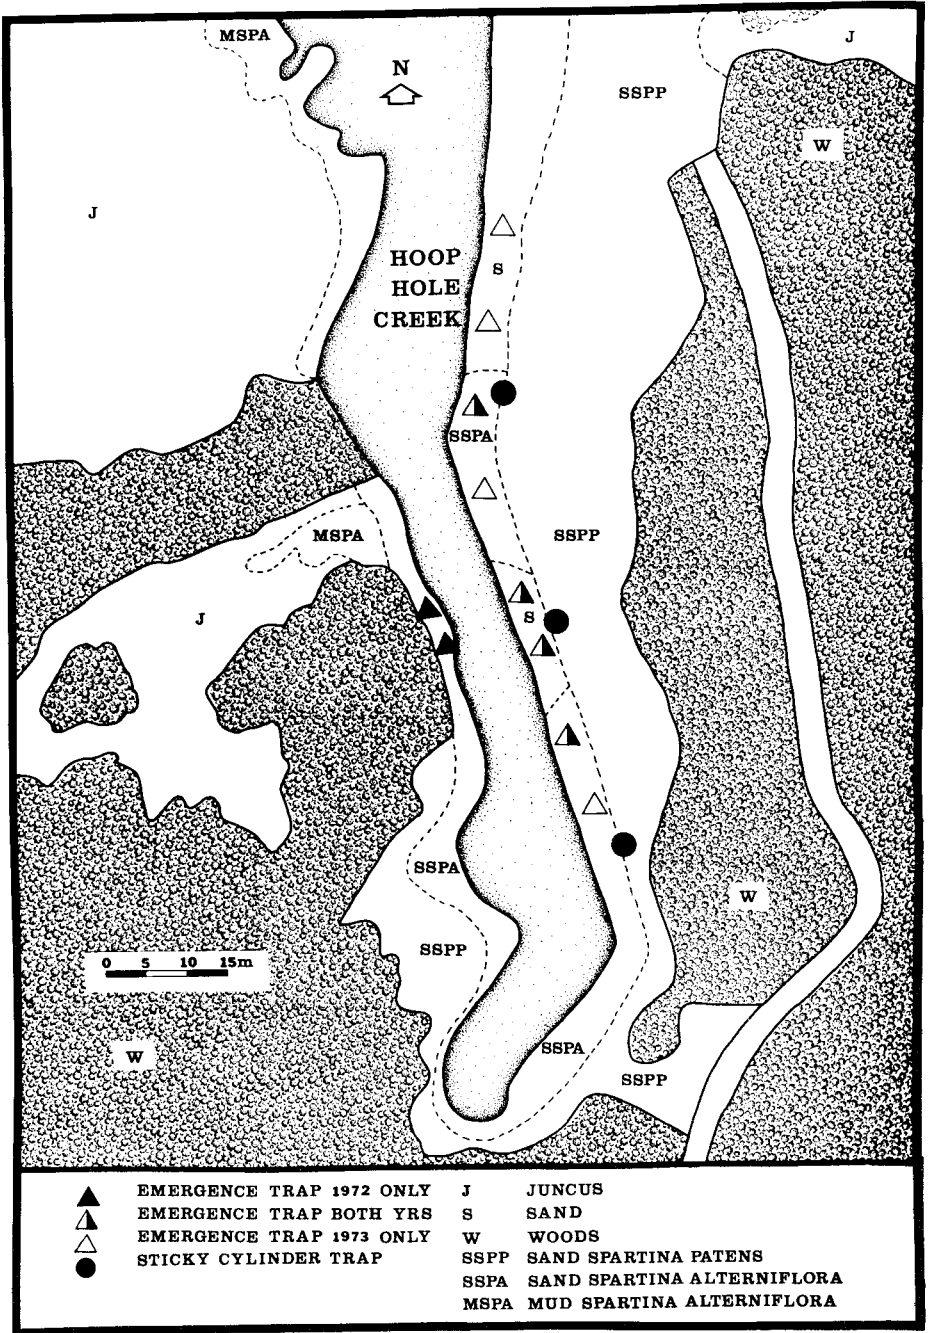 MSPA
J
N
SSPP
W
J
HOOP
HOLE
CREEK
S
SSPA
MSPA
SSPP
J
S
SSPA
W
SSPP
0 5 10 15m
W
SSPA
SSPP
EMERGENCE TRAP 1972 ONLY
EMERGENCE TRAP BOTH YRS
EMERGENCE TRAP 1973 ONLY
STICKY CYLINDER TRAP
J JUNCUS
S SAND
W WOODS
SSPP SAND SPARTINA PATENS
SSPA SAND SPARTINA ALTERNIFLORA
MSPA MUD SPARTINA ALTERNIFLORA